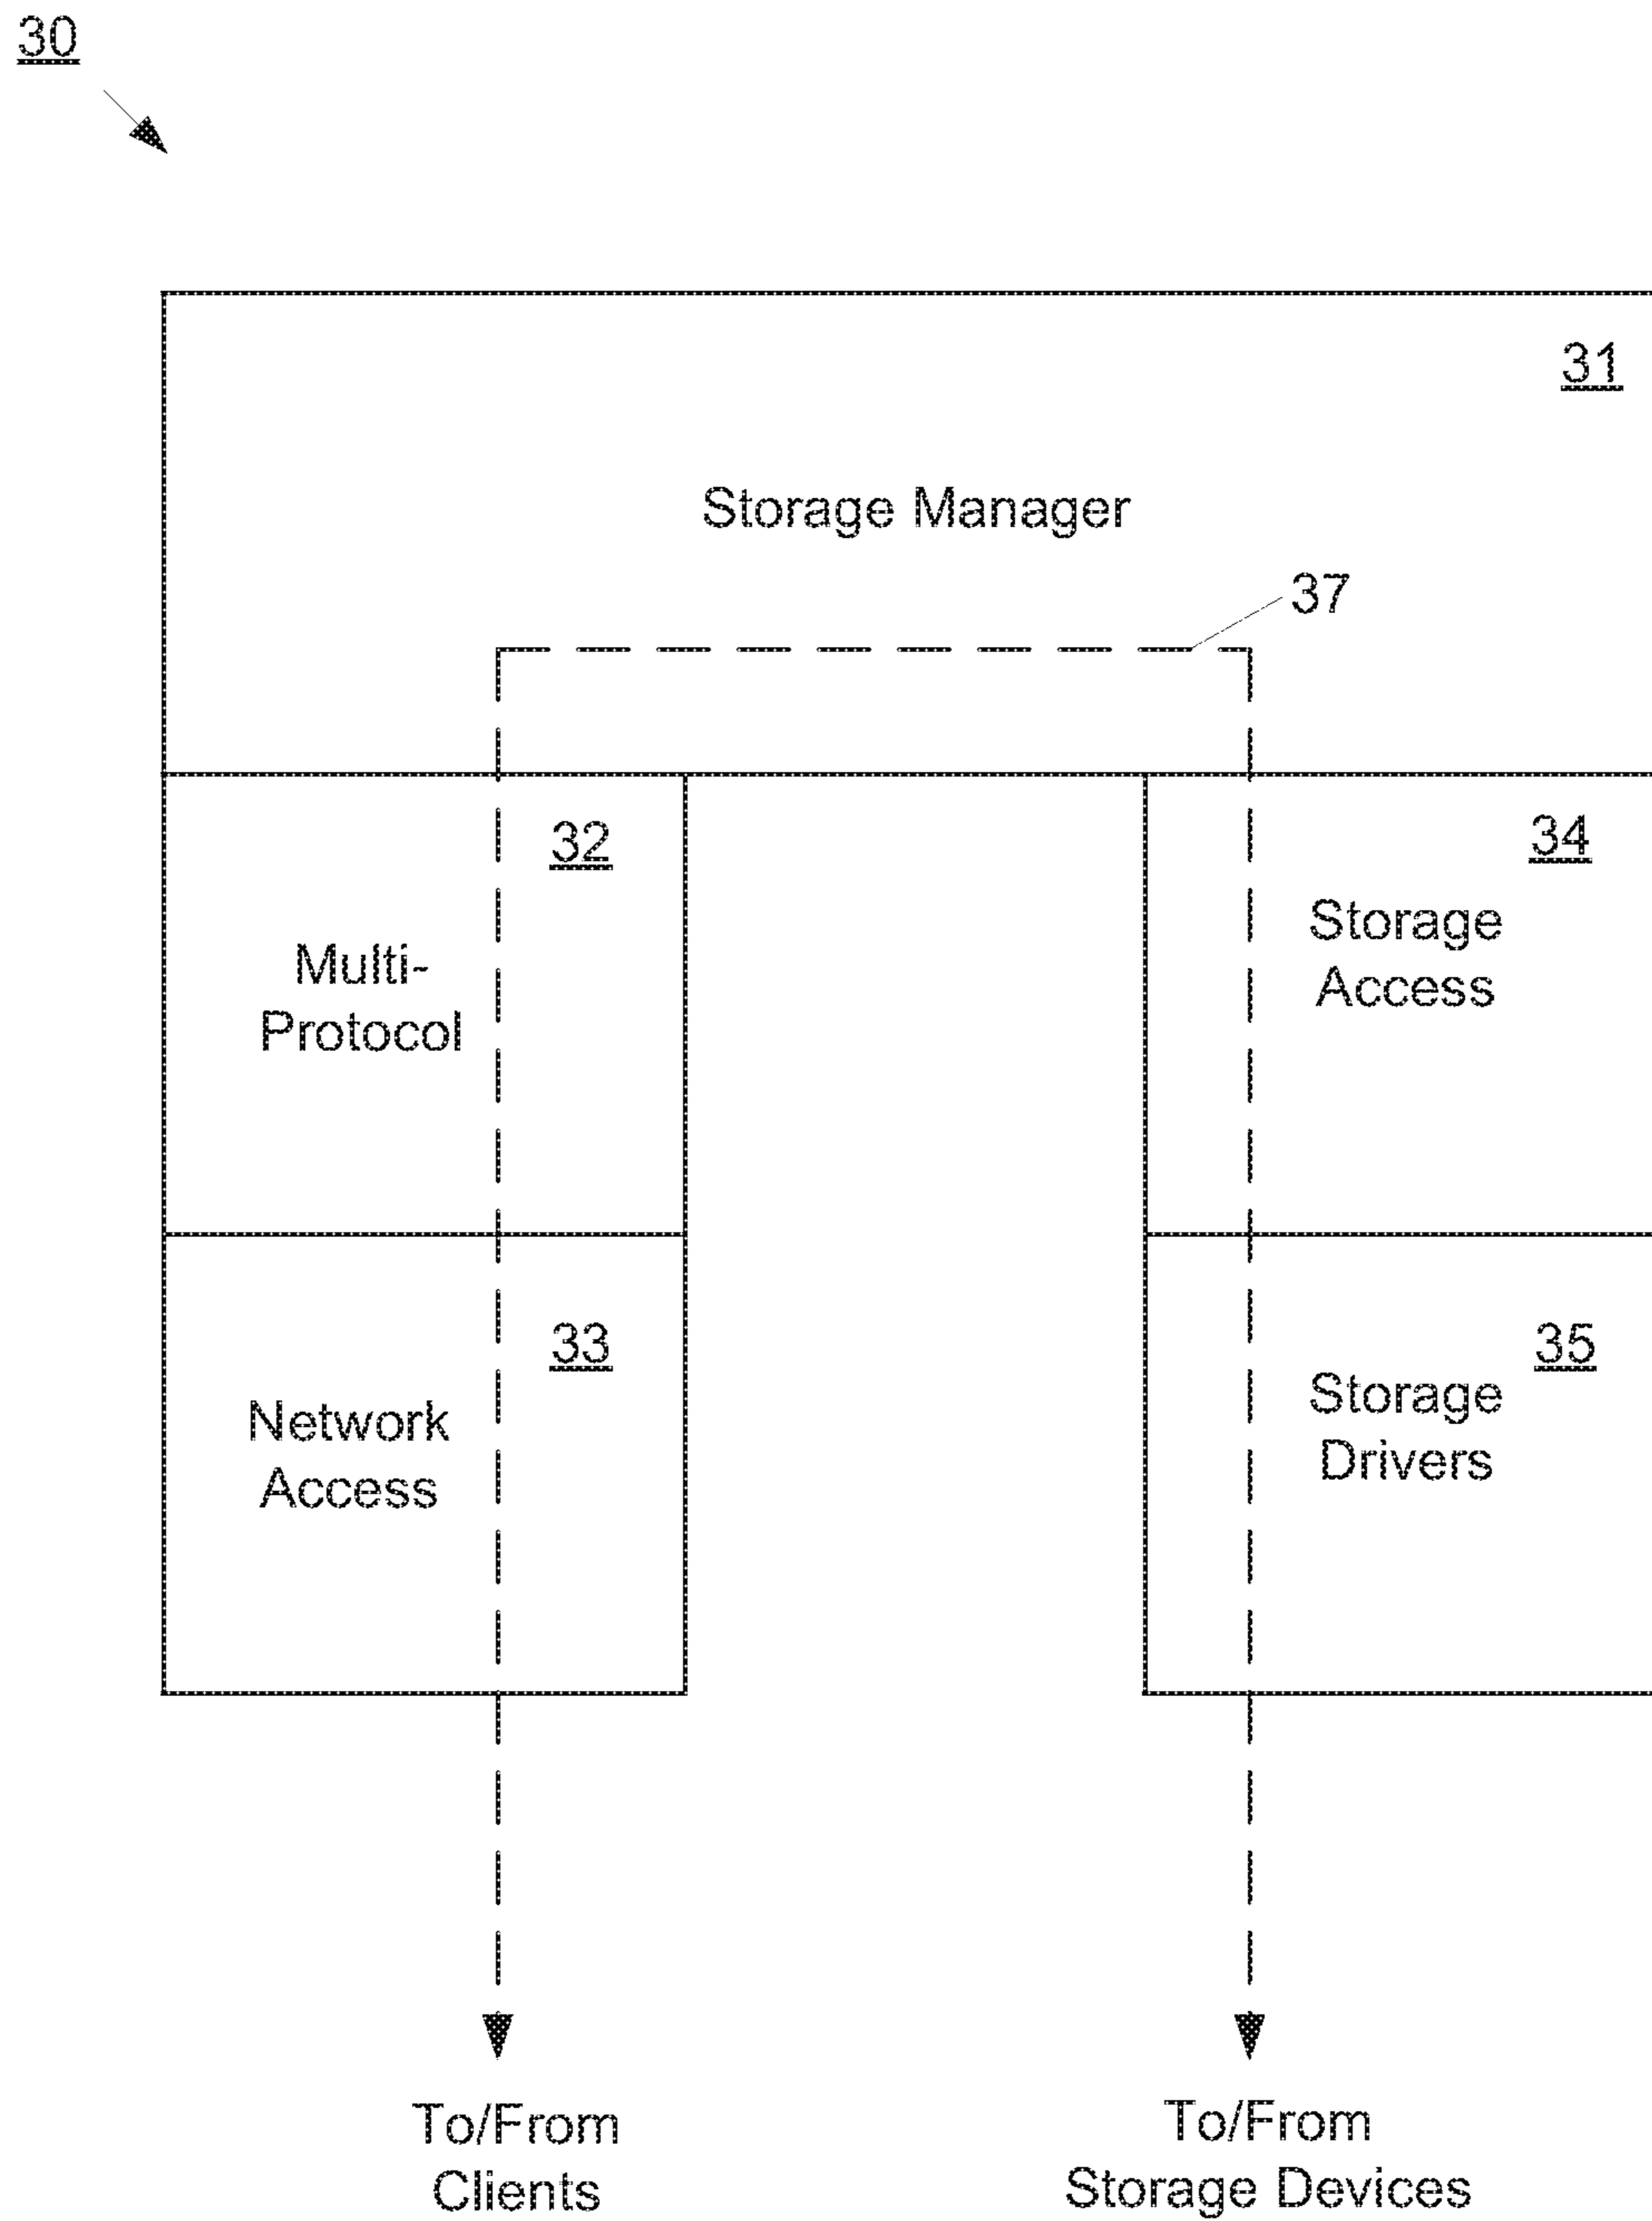 30
31
Storage Manager
37
32
Multi-
Protocol
34
Storage
Access
33
Network
Access
35
Storage
Drivers
To/From
Clients
To/From
Storage Devices